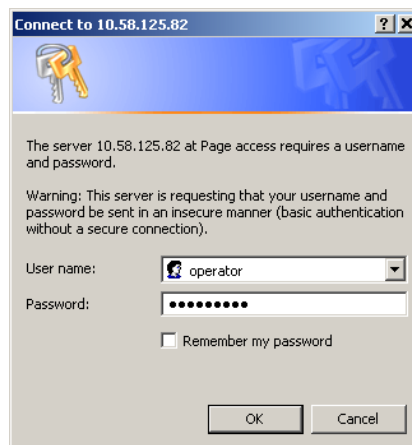 Connect to 10.58.125.82
The server 10.58.125.82 at Page access requires a username
and password.
Warning: This server is requesting that your username and
password be sent in an insecure manner (basic authentication
without a secure connection).
User name:
operator
Password:
•••••••••
Remember my password
OK
Cancel